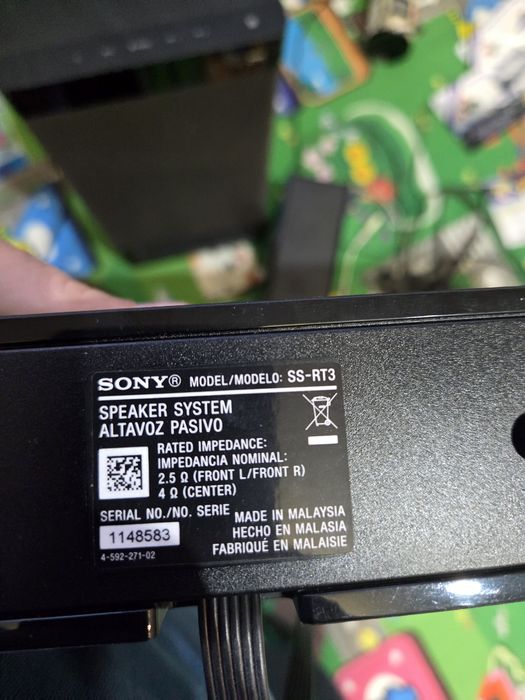 SONY® MODEL/MODELO: SS-RT3
SPEAKER SYSTEM
ALTAVOZ PASIVO
RATED IMPEDANCE:
IMPEDANCIA NOMINAL:
2.5 Ω (FRONT L/FRONT R)
4 Ω (CENTER)
SERIAL NO./NO. SERIE
1148583
4-592-271-02
MADE IN MALAYSIA
HECHO EN MALASIA
FABRIQUÉ EN MALAISIE